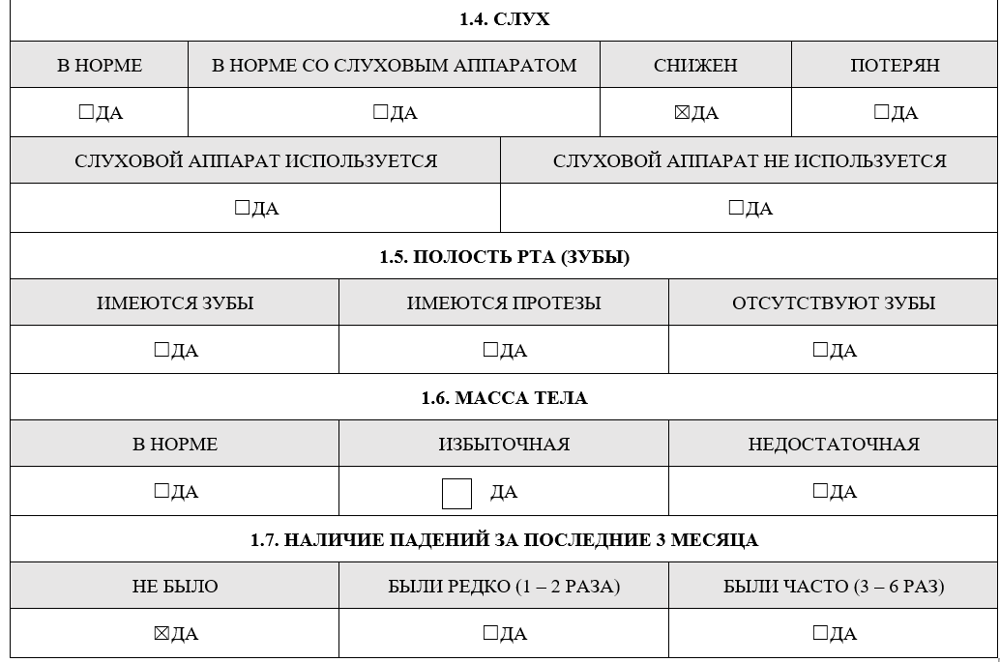 1.4. СЛУХ
В НОРМЕ В НОРМЕ СО СЛУХОВЫМ АППАРАТОМ СНИЖЕН ПОТЕРЯН
☐ДА ☐ДА ☒ДА ☐ДА
СЛУХОВОЙ АППАРАТ ИСПОЛЬЗУЕТСЯ СЛУХОВОЙ АППАРАТ НЕ ИСПОЛЬЗУЕТСЯ
☐ДА ☐ДА
1.5. ПОЛОСТЬ РТА (ЗУБЫ)
ИМЕЮТСЯ ЗУБЫ ИМЕЮТСЯ ПРОТЕЗЫ ОТСУТСТВУЮТ ЗУБЫ
☐ДА ☐ДА ☐ДА
1.6. МАССА ТЕЛА
В НОРМЕ ИЗБЫТОЧНАЯ НЕДОСТАТОЧНАЯ
☐ДА ☐ ДА ☐ДА
1.7. НАЛИЧИЕ ПАДЕНИЙ ЗА ПОСЛЕДНИЕ 3 МЕСЯЦА
НЕ БЫЛО БЫЛИ РЕДКО (1 – 2 РАЗА) БЫЛИ ЧАСТО (3 – 6 РАЗ)
☒ДА ☐ДА ☐ДА